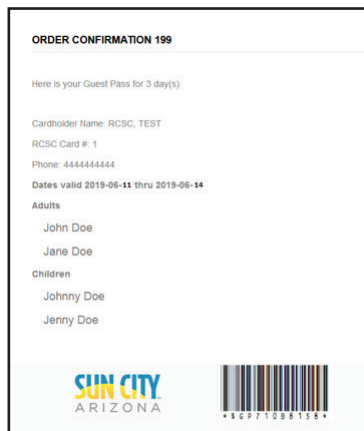 ORDER CONFIRMATION 199
Here is your Guest Pass for 3 day(s)
Cardholder Name: RCSC, TEST
RCSC Card #: 1
Phone: 4444444444
Dates valid 2019-06-11 thru 2019-06-14
Adults
John Doe
Jane Doe
Children
Johnny Doe
Jenny Doe
SUN CITY
ARIZONA
*SGP7108B158*